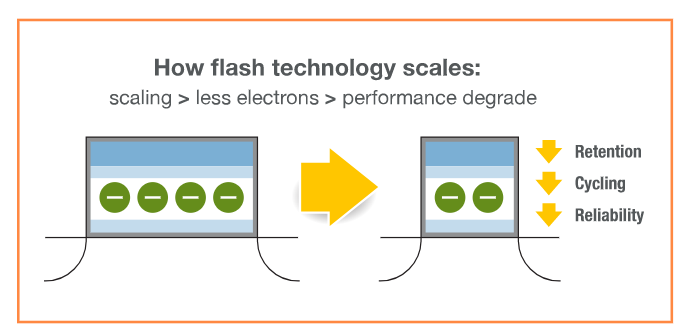 How flash technology scales:
scaling > less electrons > performance degrade
Retention
Cycling
Reliability